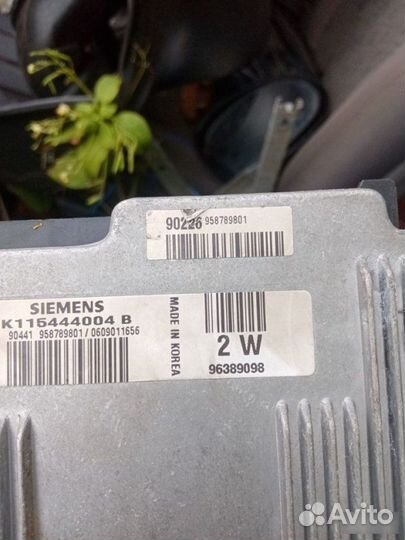 90226 958789801
SIEMENS
K115444004 B
90441 958789801 / 0609011656
MADE IN KOREA
2 W
96389098
Avito